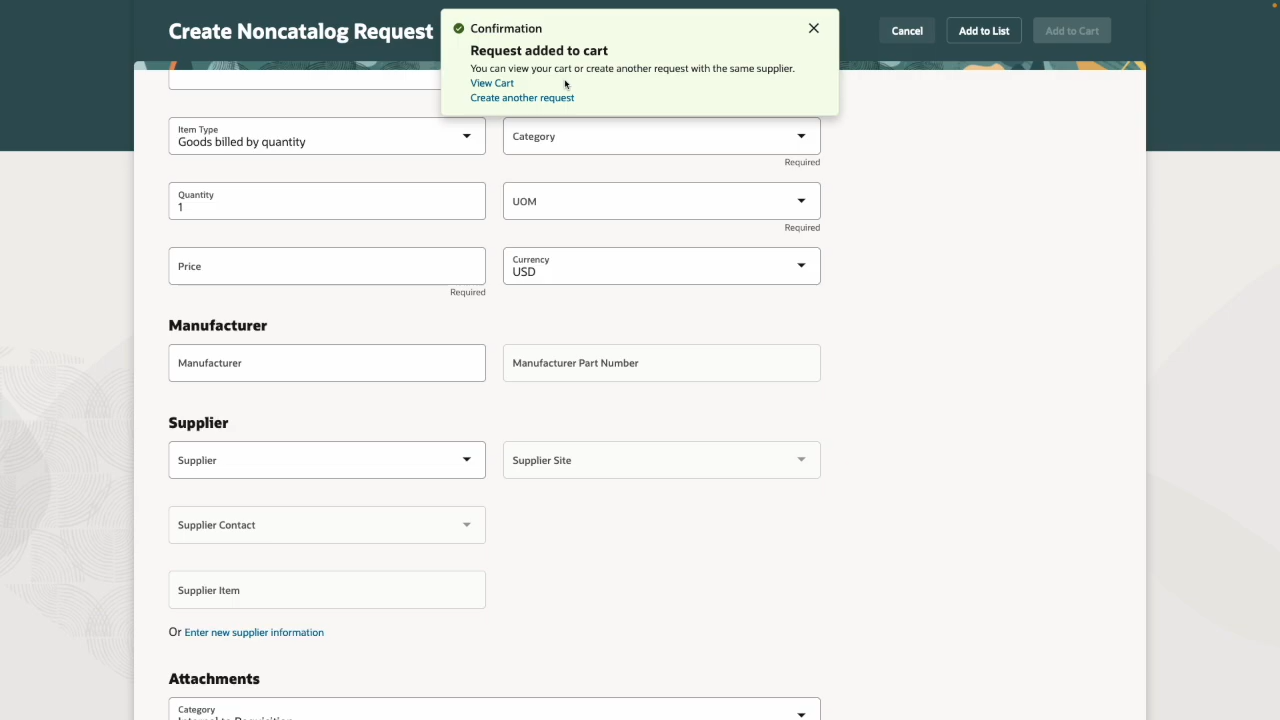 Create Noncatalog Request
Confirmation
Request added to cart
You can view your cart or create another request with the same supplier.
View Cart
Create another request
Cancel
Add to List
Add to Cart
Item Type
Goods billed by quantity
Category
Required
Quantity
1
UOM
Required
Price
Required
Currency
USD
Manufacturer
Manufacturer
Manufacturer Part Number
Supplier
Supplier
Supplier Site
Supplier Contact
Supplier Item
Or Enter new supplier information
Attachments
Category
Internal to Requisition